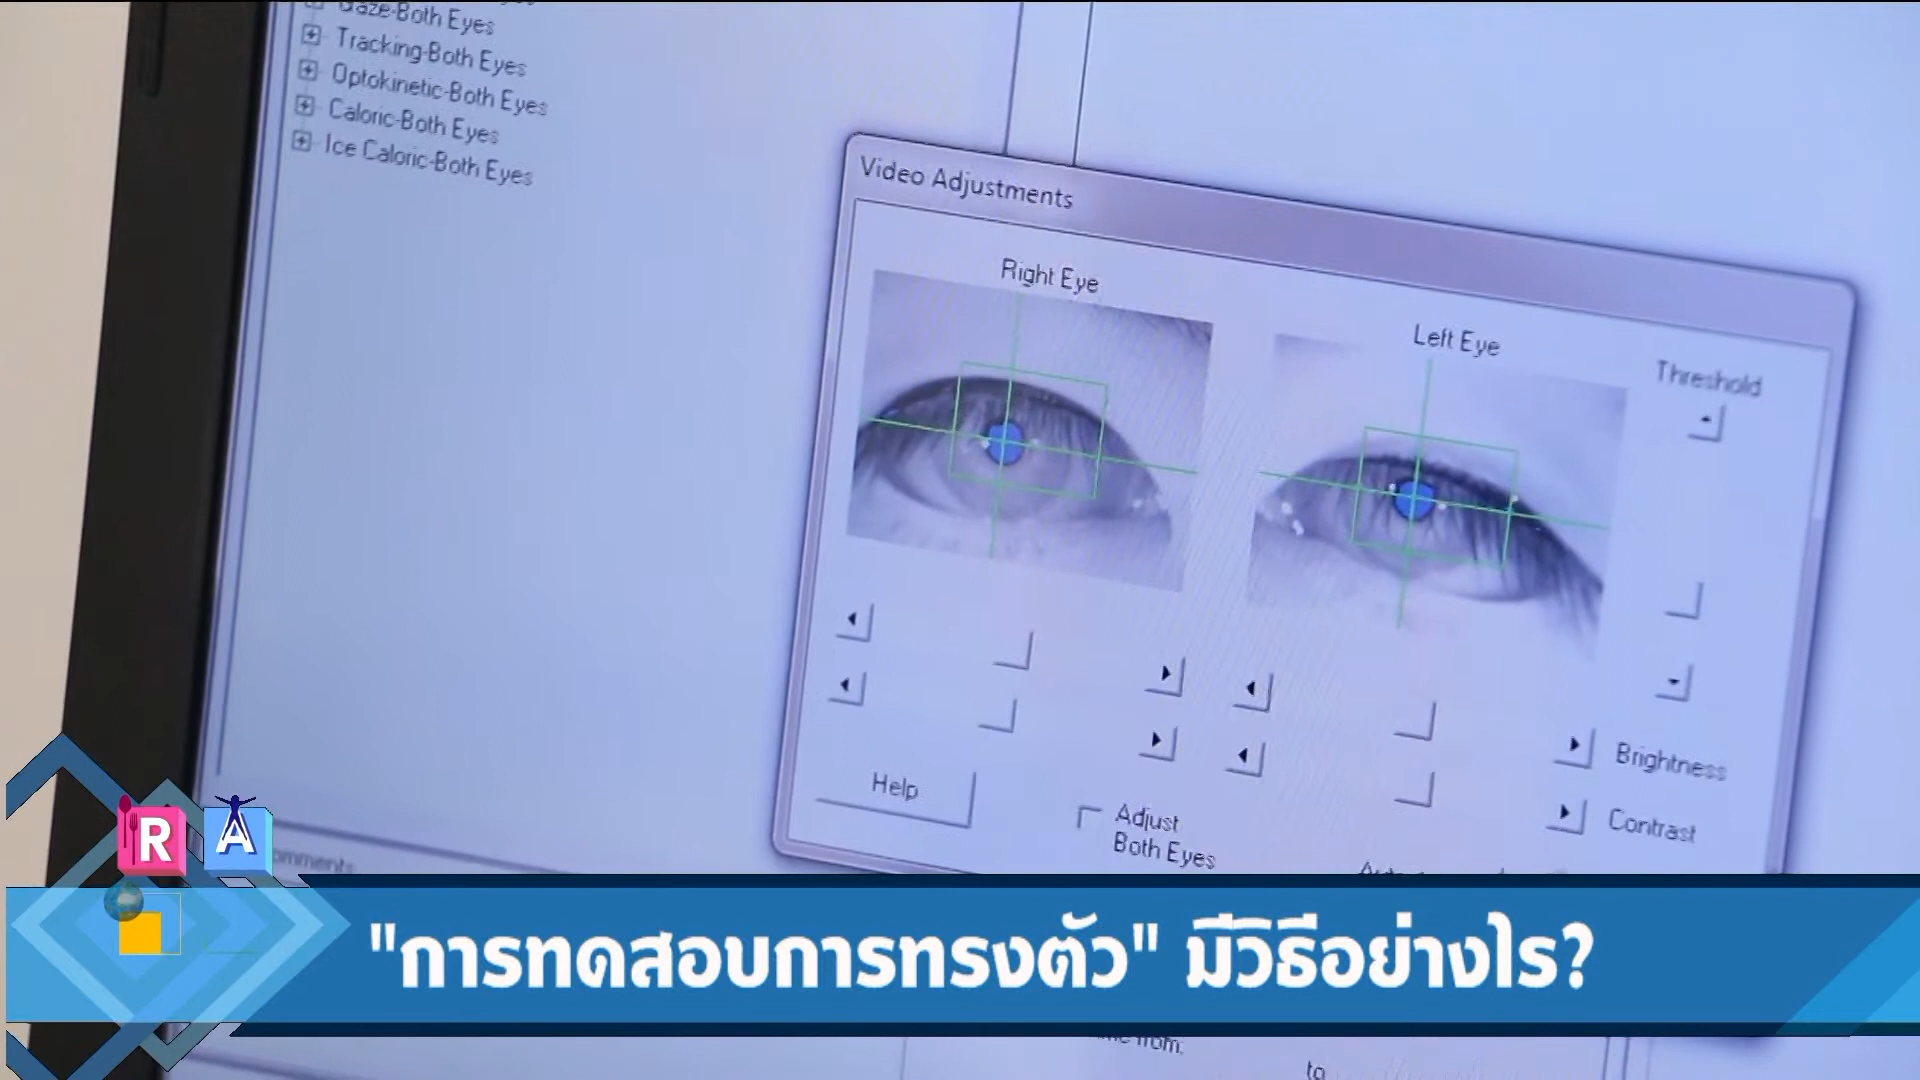 Gaze-Both Eyes
Tracking-Both Eyes
Optokinetic-Both Eyes
Caloric-Both Eyes
Ice Caloric-Both Eyes
Video Adjustments
Right Eye
Left Eye
Threshold
Brightness
Contrast
Help
Adjust
Both Eyes
R A
"การทดสอบการทรงตัว" มีวิธีอย่างไร?
from:
to